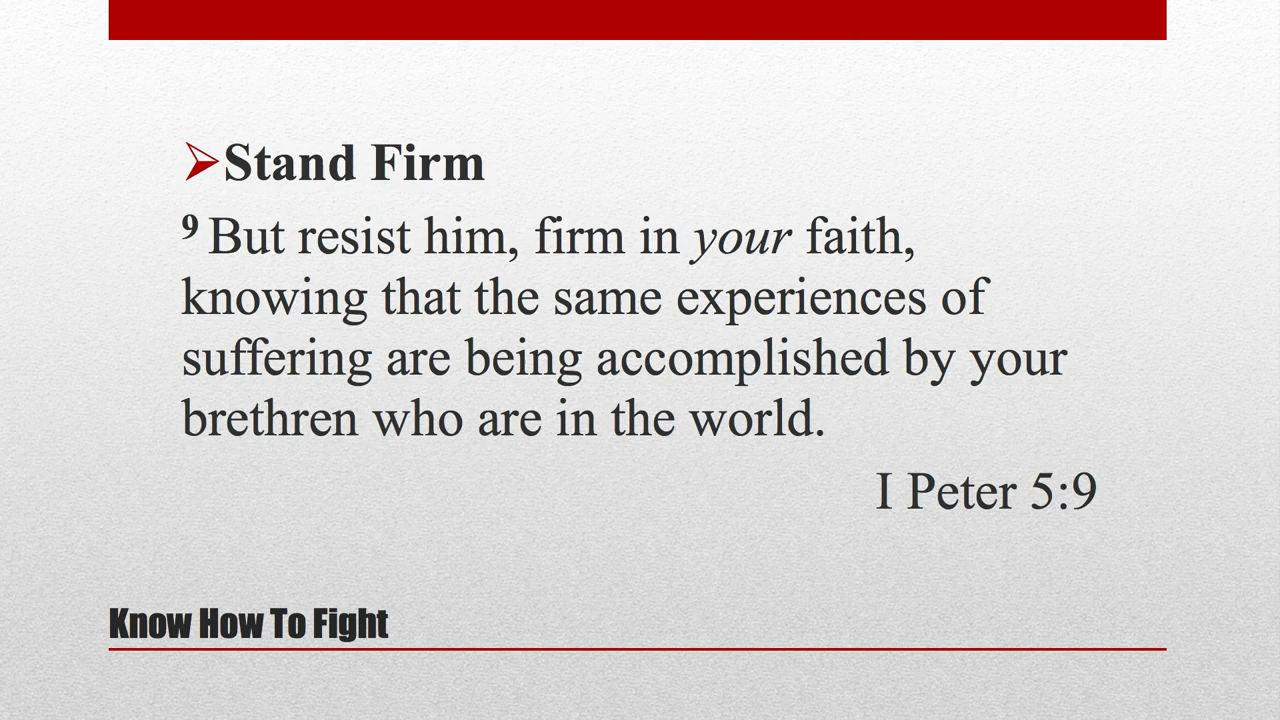 Stand Firm
9 But resist him, firm in your faith,
knowing that the same experiences of
suffering are being accomplished by your
brethren who are in the world.
I Peter 5:9
Know How To Fight